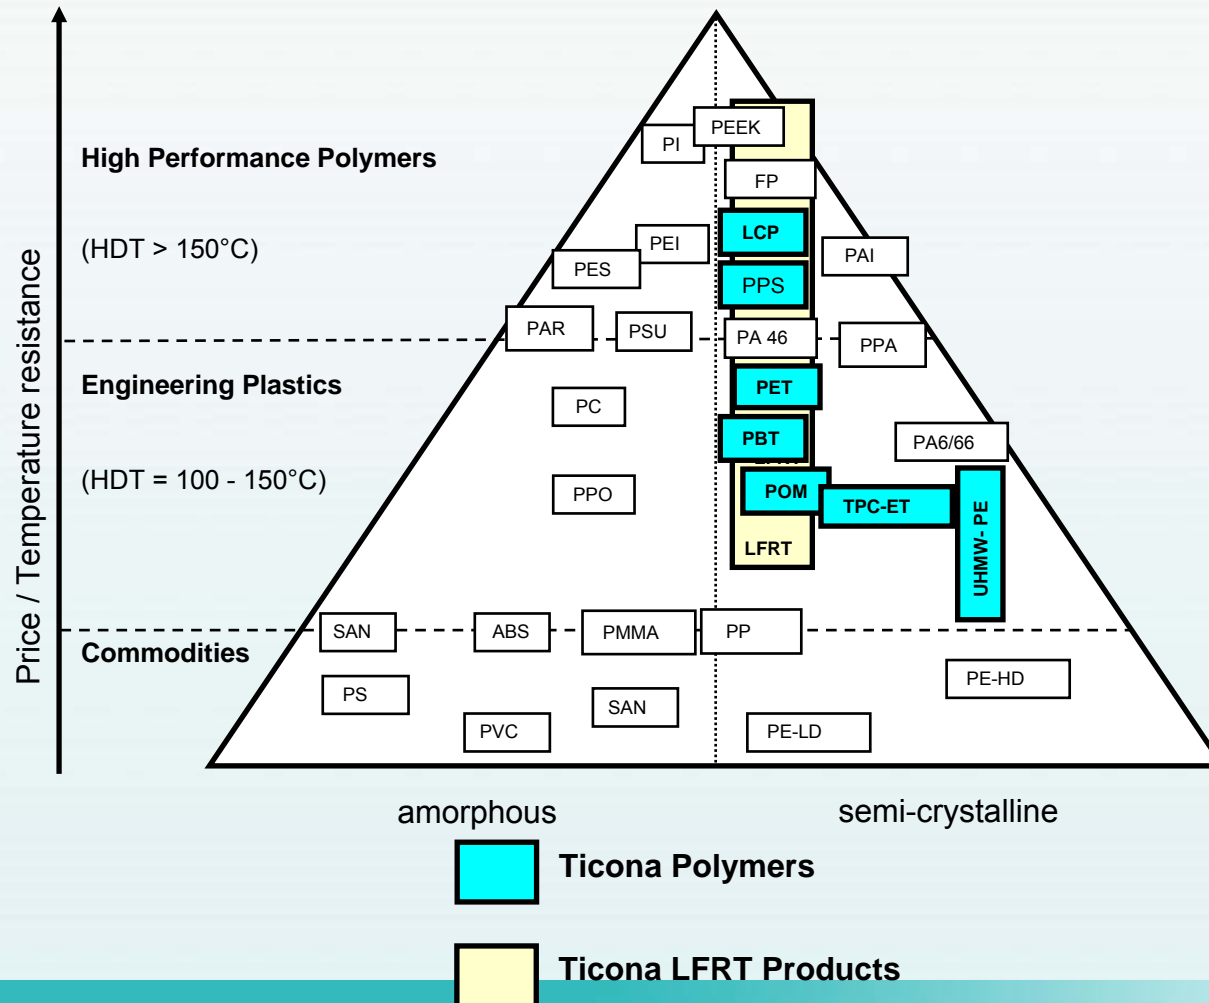 Price / Temperature resistance
High Performance Polymers
(HDT > 150°C)
Engineering Plastics
(HDT = 100 - 150°C)
Commodities
PEEK
PI
FP
LCP
PEI
PAI
PES
PPS
PAR
PSU
PA 46
PPA
PET
PC
PBT
PA6/66
POM
TPC-ET
PPO
UHMW- PE
LFRT
SAN
ABS
PMMA
PP
PE-HD
PS
SAN
PVC
PE-LD
amorphous
semi-crystalline
Ticona Polymers
Ticona LFRT Products